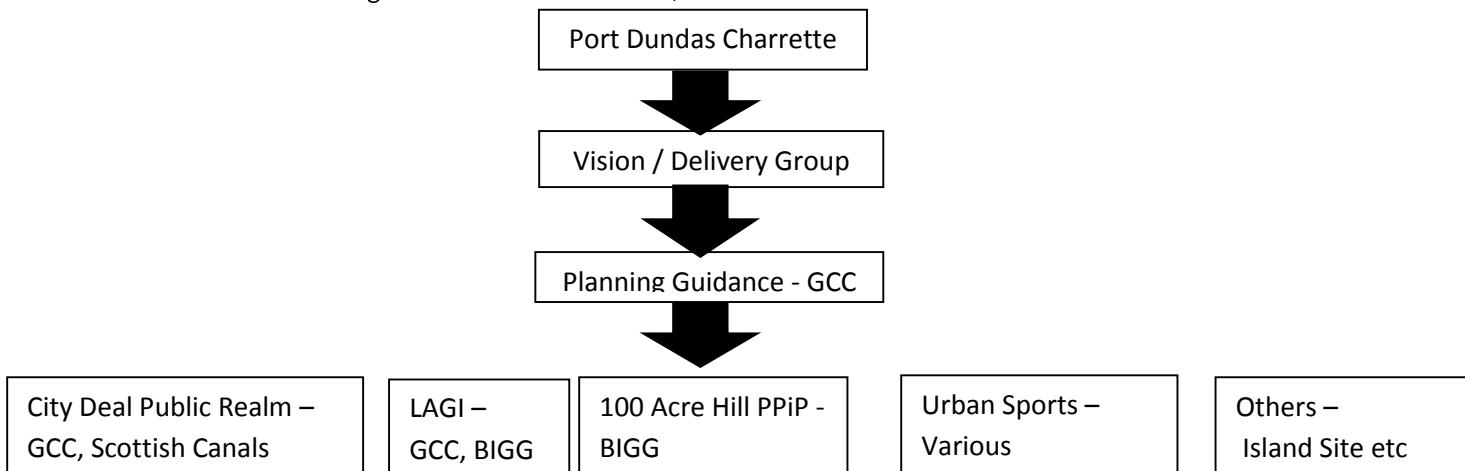 Port Dundas Charrette
Vision / Delivery Group
Planning Guidance - GCC
City Deal Public Realm –
GCC, Scottish Canals
LAGI –
GCC, BIGG
100 Acre Hill PPiP -
BIGG
Urban Sports –
Various
Others –
Island Site etc